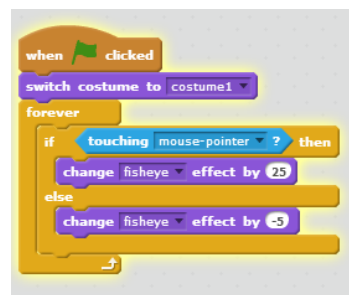 when clicked
switch costume to costume1
forever
if touching mouse-pointer ? then
change fisheye effect by 25
else
change fisheye effect by -5